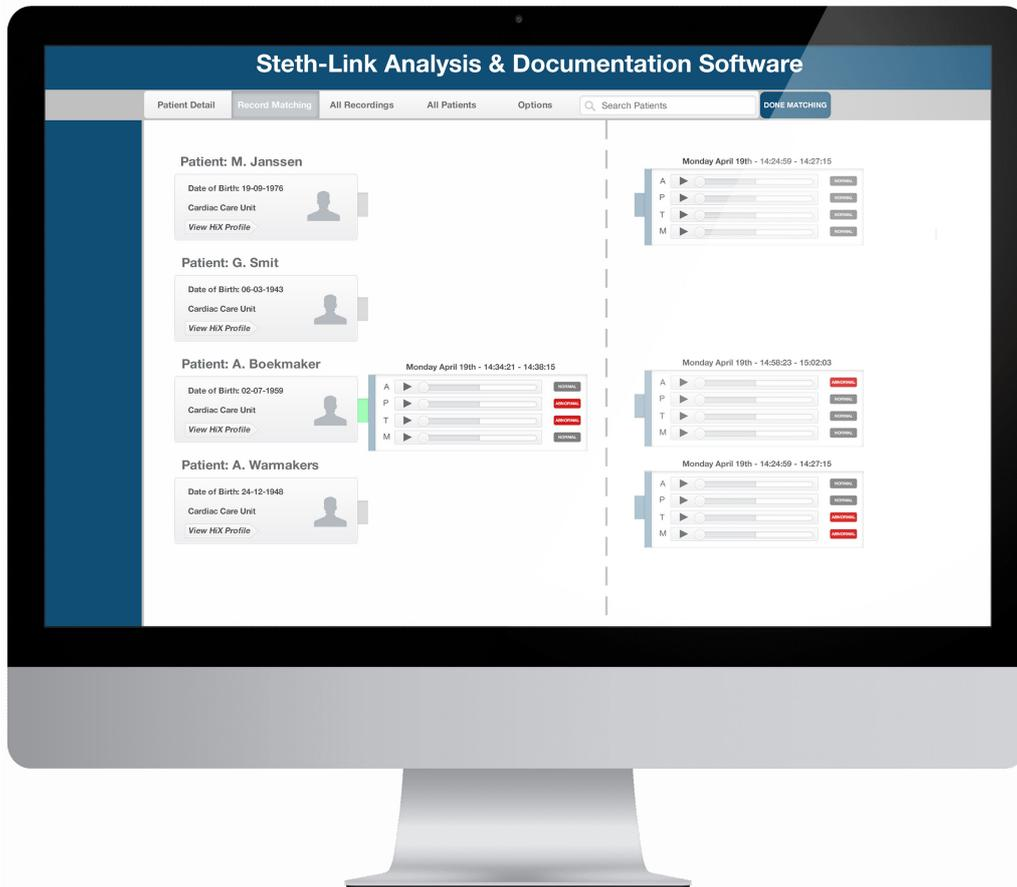 Steth-Link Analysis & Documentation Software
Patient Detail
Record Matching
All Recordings
All Patients
Options
Search Patients
DONE MATCHING
Patient: M. Janssen
Date of Birth: 19-09-1976
Cardiac Care Unit
View HiX Profile
Monday April 19th - 14:24:59 - 14:27:15
A NORMAL
P NORMAL
T NORMAL
M NORMAL
Patient: G. Smit
Date of Birth: 06-03-1943
Cardiac Care Unit
View HiX Profile
Patient: A. Boekmaker
Date of Birth: 02-07-1959
Cardiac Care Unit
View HiX Profile
Monday April 19th - 14:34:21 - 14:38:15
A NORMAL
P ABNORMAL
T ABNORMAL
M NORMAL
Monday April 19th - 14:58:23 - 15:02:03
A ABNORMAL
P NORMAL
T NORMAL
M NORMAL
Patient: A. Warmakers
Date of Birth: 24-12-1948
Cardiac Care Unit
View HiX Profile
Monday April 19th - 14:24:59 - 14:27:15
A NORMAL
P NORMAL
T ABNORMAL
M ABNORMAL